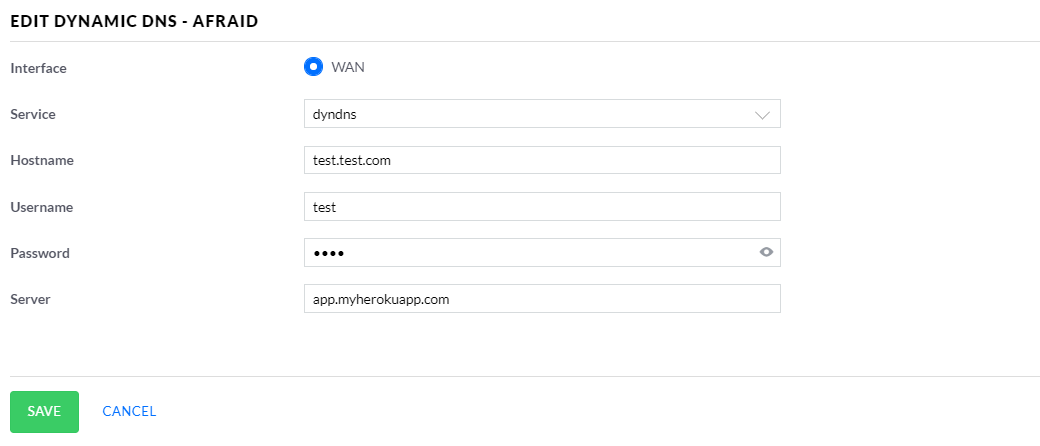 EDIT DYNAMIC DNS - AFRAID
Interface WAN
Service dyndns
Hostname test.test.com
Username test
Password ••••
Server app.myherokuapp.com
SAVE CANCEL